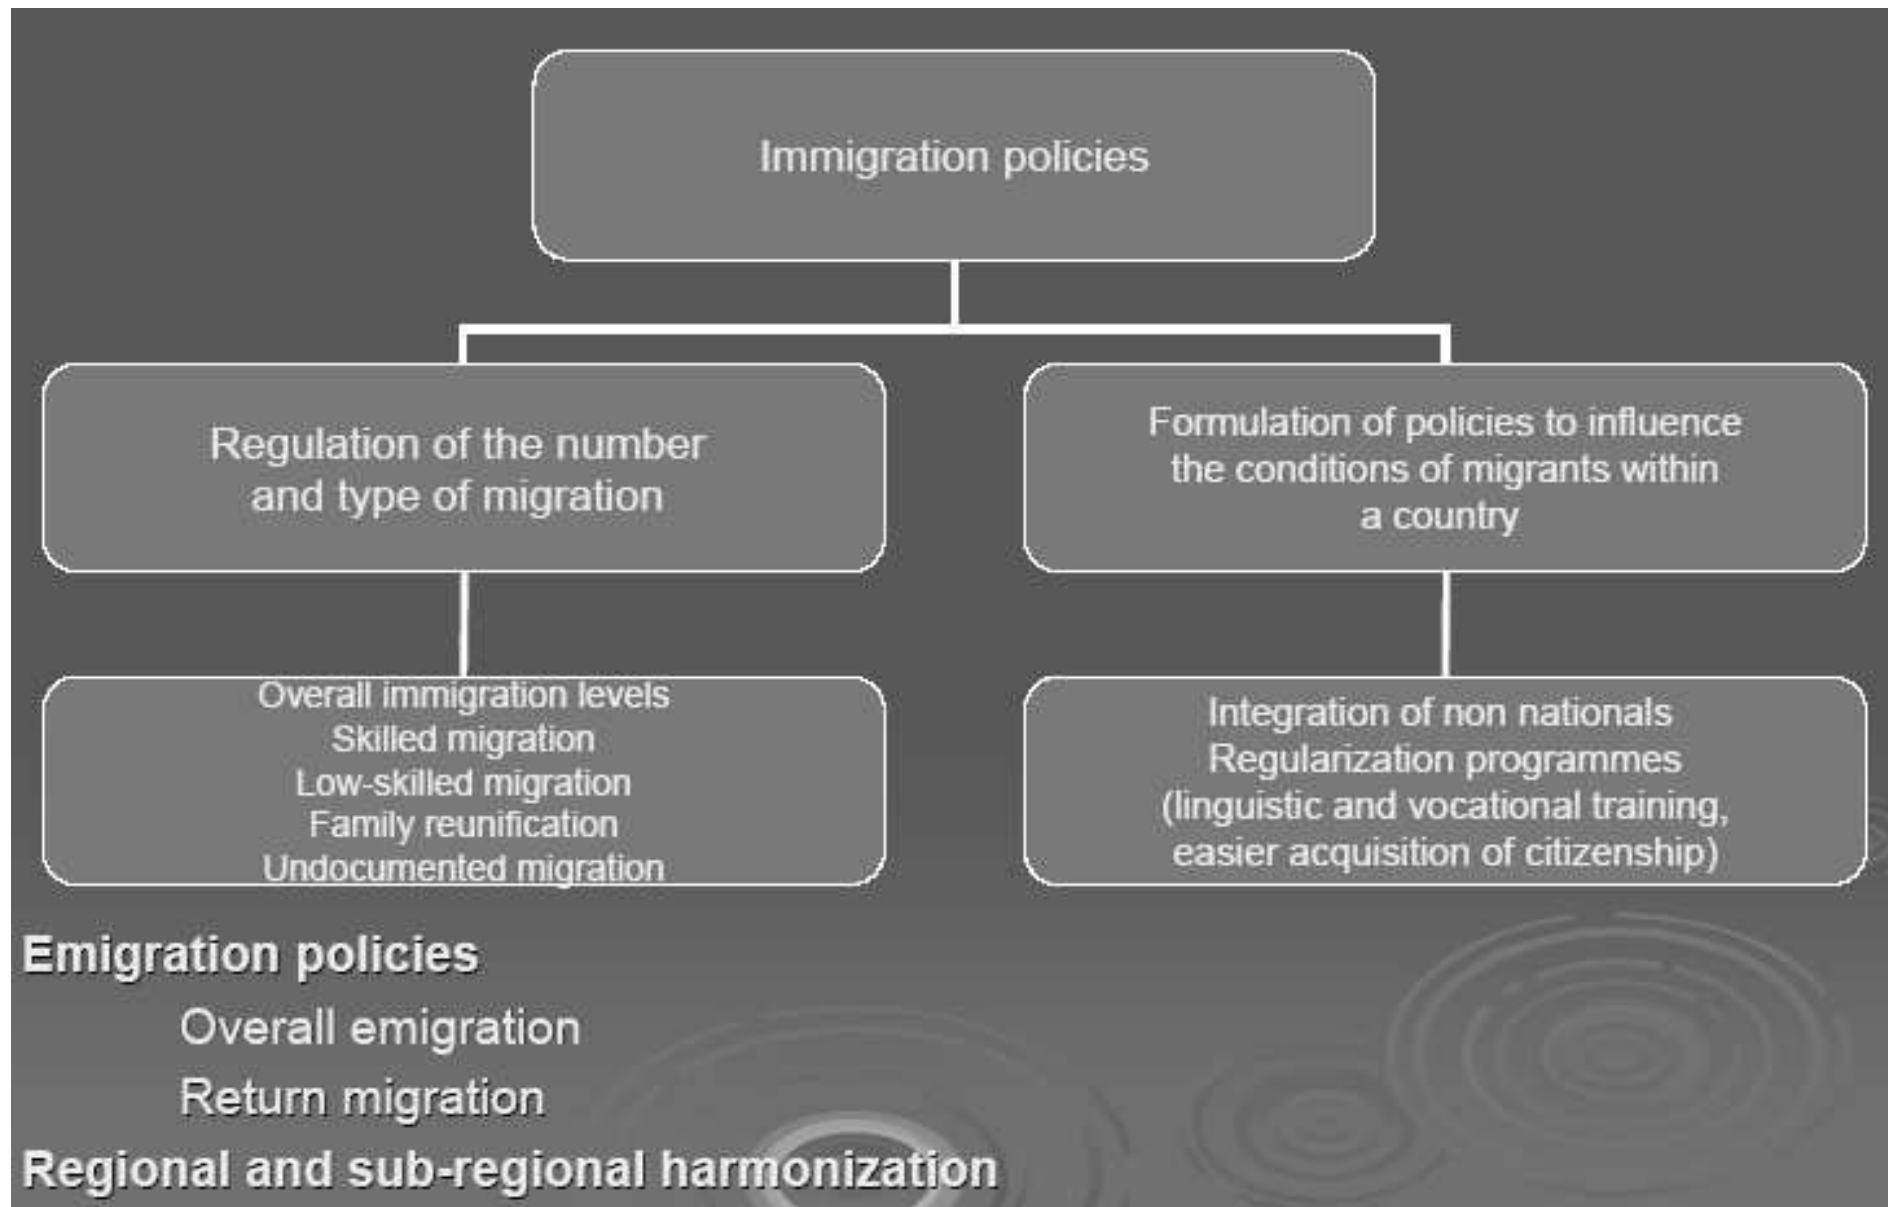 Immigration policies
Regulation of the number
and type of migration
Formulation of policies to influence
the conditions of migrants within
a country
Overall immigration levels
Skilled migration
Low-skilled migration
Family reunification
Undocumented migration
Integration of non nationals
Regularization programmes
(linguistic and vocational training,
easier acquisition of citizenship)
Emigration policies
Overall emigration
Return migration
Regional and sub-regional harmonization